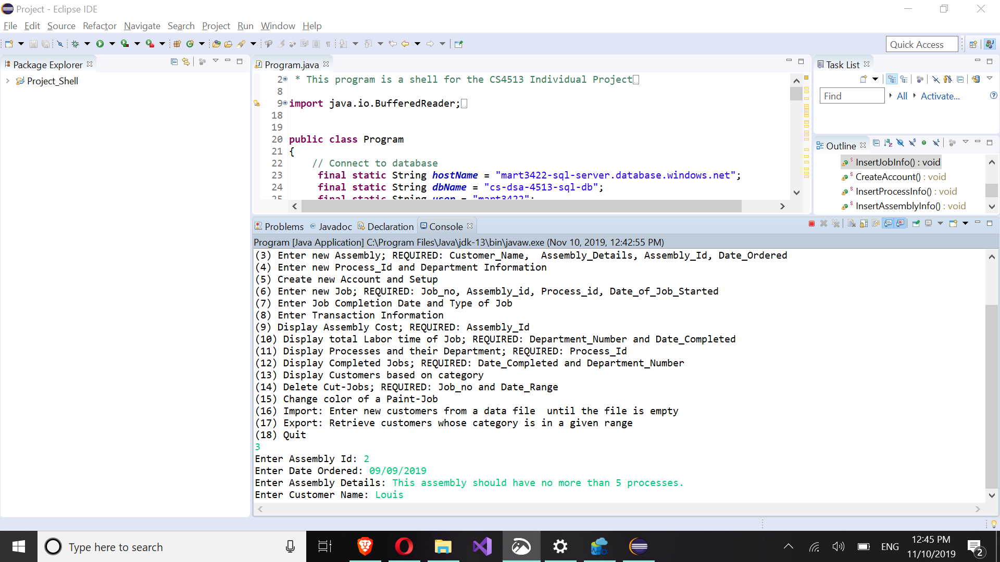 Project - Eclipse IDE
File Edit Source Refactor Navigate Search Project Run Window Help
Quick Access
Package Explorer
Project_Shell
Program.java
2 * This program is a shell for the CS4513 Individual Project
8
9 import java.io.BufferedReader;
18
19
20 public class Program
21 {
22 // Connect to database
23 final static String hostName = "mart3422-sql-server.database.windows.net";
24 final static String dbName = "cs-dsa-4513-sql-db";
25 final static String user = "mart3422";
Task List
Find All Activate...
Outline
InsertJobInfo() : void
CreateAccount() : void
InsertProcessInfo() : void
InsertAssemblyInfo() : void
Problems @ Javadoc Declaration Console
Program [Java Application] C:\Program Files\Java\jdk-13\bin\javaw.exe (Nov 10, 2019, 12:42:55 PM)
(3) Enter new Assembly; REQUIRED: Customer_Name,  Assembly_Details, Assembly_Id, Date_Ordered
(4) Enter new Process_Id and Department Information
(5) Create new Account and Setup
(6) Enter new Job; REQUIRED: Job_no, Assembly_id, Process_id, Date_of_Job_Started
(7) Enter Job Completion Date and Type of Job
(8) Enter Transaction Information
(9) Display Assembly Cost; REQUIRED: Assembly_Id
(10) Display total Labor time of Job; REQUIRED: Department_Number and Date_Completed
(11) Display Processes and their Department; REQUIRED: Process_Id
(12) Display Completed Jobs; REQUIRED: Date_Completed and Department_Number
(13) Display Customers based on category
(14) Delete Cut-Jobs; REQUIRED: Job_no and Date_Range
(15) Change color of a Paint-Job
(16) Import: Enter new customers from a data file  until the file is empty
(17) Export: Retrieve customers whose category is in a given range
(18) Quit
3
Enter Assembly Id: 2
Enter Date Ordered: 09/09/2019
Enter Assembly Details: This assembly should have no more than 5 processes.
Enter Customer Name: Louis
Type here to search
ENG
12:45 PM
11/10/2019
2